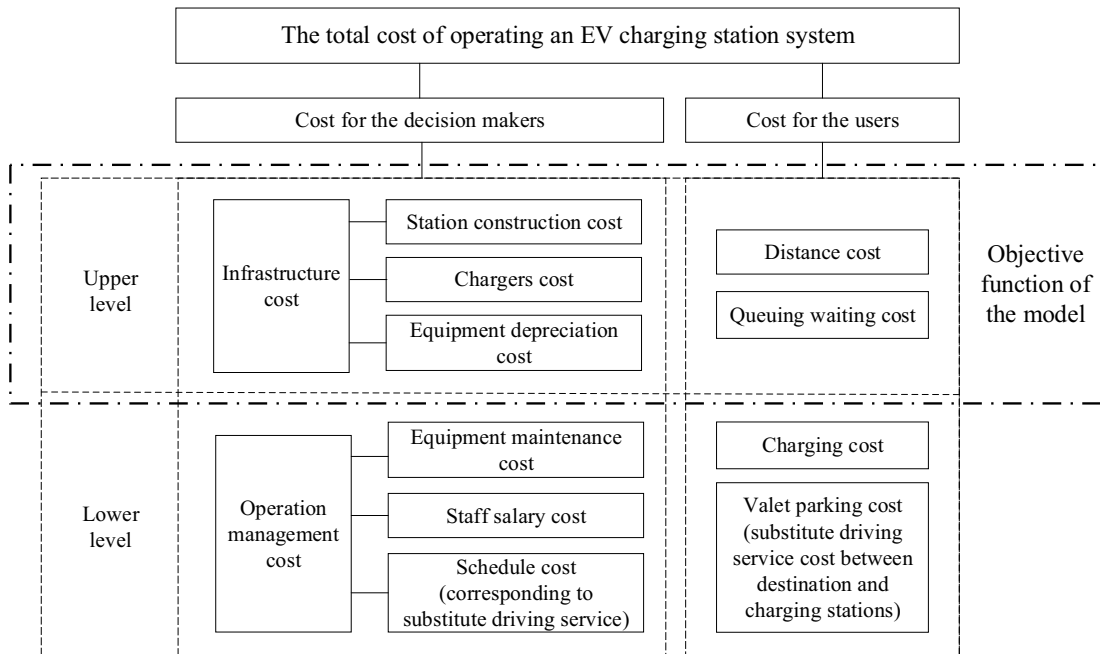 The total cost of operating an EV charging station system
Cost for the decision makers
Cost for the users
Upper
level
Infrastructure
cost
Station construction cost
Chargers cost
Equipment depreciation
cost
Distance cost
Queuing waiting cost
Objective
function of
the model
Lower
level
Operation
management
cost
Equipment maintenance
cost
Staff salary cost
Schedule cost
(corresponding to
substitute driving service)
Charging cost
Valet parking cost
(substitute driving
service cost between
destination and
charging stations)